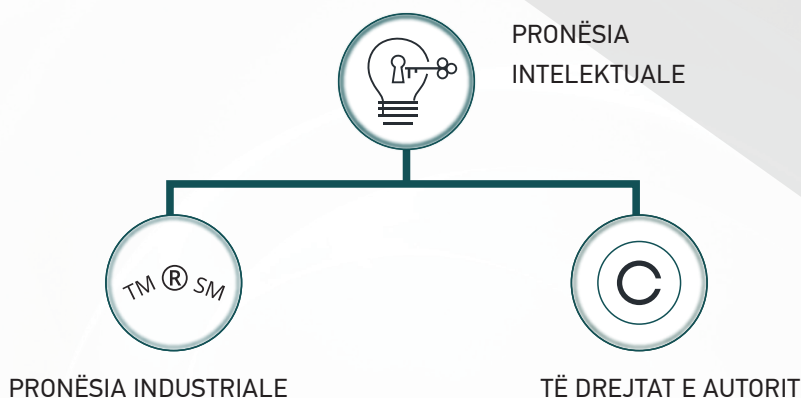 PRONËSIA
INTELEKTUALE
TM ® SM
C
PRONËSIA INDUSTRIALE
TË DREJTAT E AUTORIT